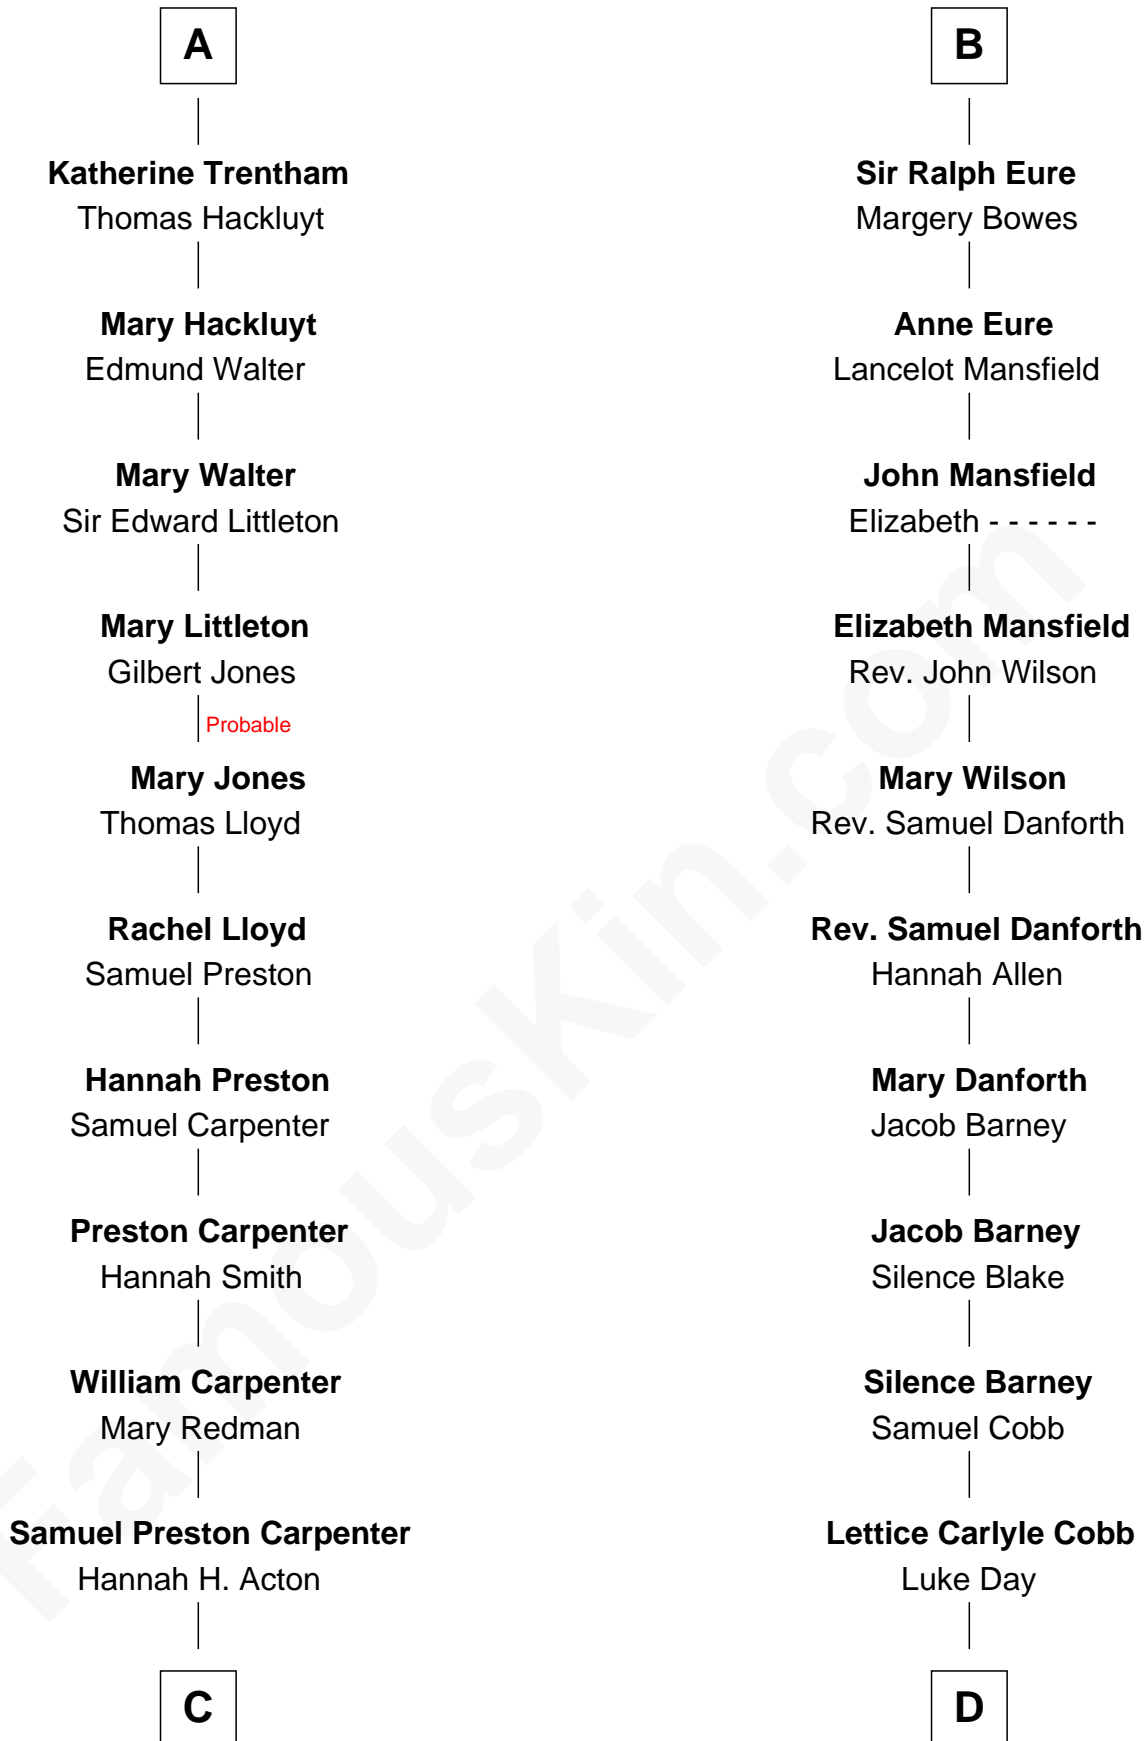 A
Katherine Trentham
Thomas Hackluyt
Mary Hackluyt
Edmund Walter
Mary Walter
Sir Edward Littleton
Mary Littleton
Gilbert Jones
Probable
Mary Jones
Thomas Lloyd
Rachel Lloyd
Samuel Preston
Hannah Preston
Samuel Carpenter
Preston Carpenter
Hannah Smith
William Carpenter
Mary Redman
Samuel Preston Carpenter
Hannah H. Acton
C
B
Sir Ralph Eure
Margery Bowes
Anne Eure
Lancelot Mansfield
John Mansfield
Elizabeth - - - - - -
Elizabeth Mansfield
Rev. John Wilson
Mary Wilson
Rev. Samuel Danforth
Rev. Samuel Danforth
Hannah Allen
Mary Danforth
Jacob Barney
Jacob Barney
Silence Blake
Silence Barney
Samuel Cobb
Lettice Carlyle Cobb
Luke Day
D
FamousKin.com